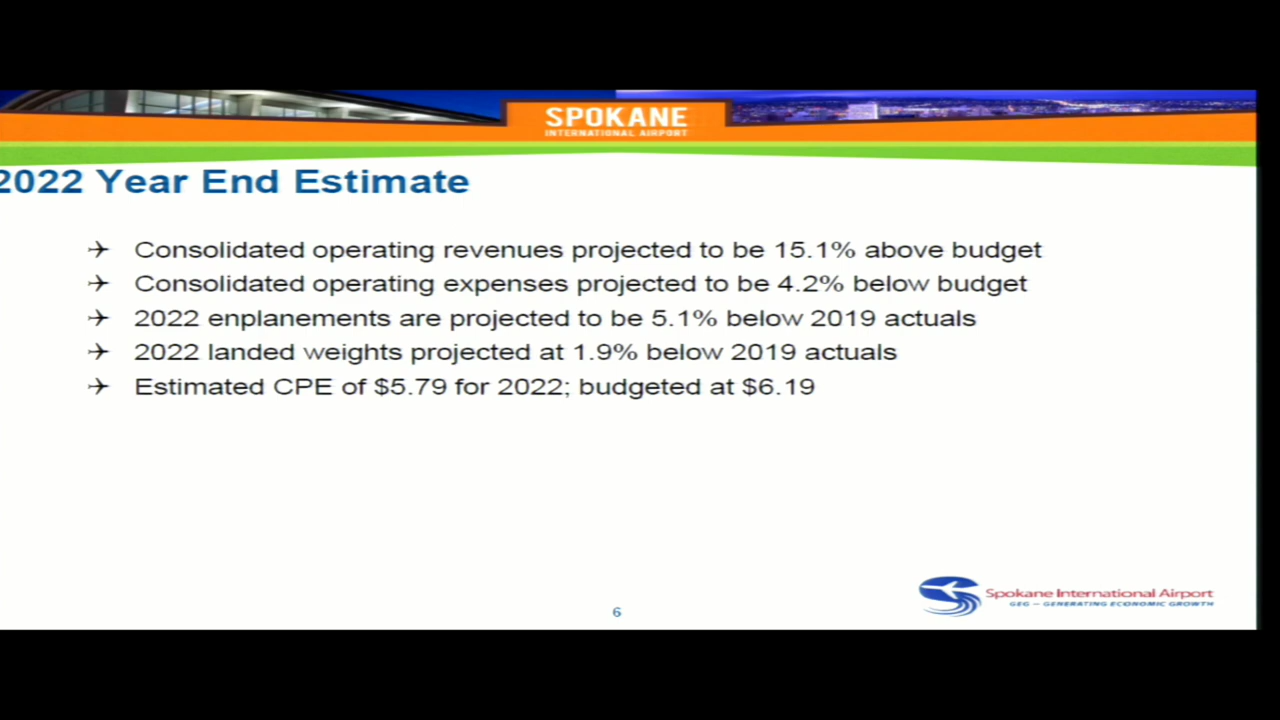 SPOKANE
INTERNATIONAL AIRPORT
2022 Year End Estimate
Consolidated operating revenues projected to be 15.1% above budget
Consolidated operating expenses projected to be 4.2% below budget
2022 enplanements are projected to be 5.1% below 2019 actuals
2022 landed weights projected at 1.9% below 2019 actuals
Estimated CPE of $5.79 for 2022; budgeted at $6.19
Spokane International Airport
GEG – GENERATING ECONOMIC GROWTH
6